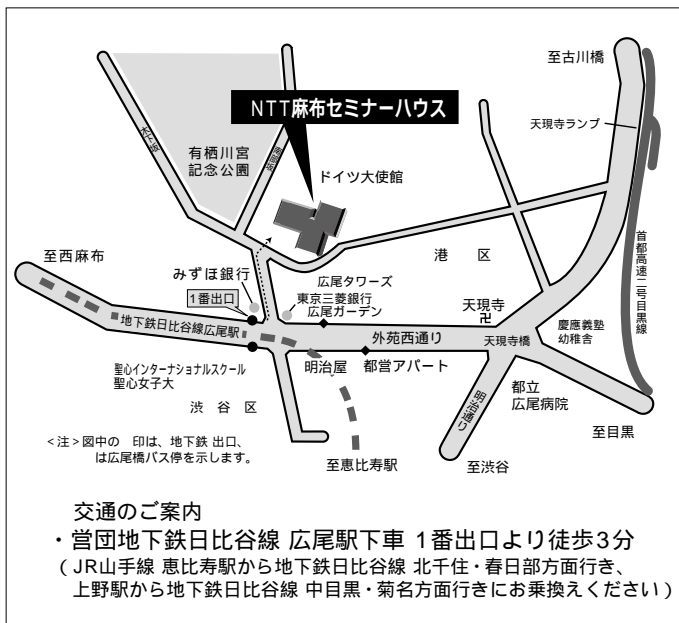 至古川橋
NTT麻布セミナーハウス
天現寺ランプ
木下坂
有栖川宮
記念公園
南部坂
ドイツ大使館
首都高速二号目黒線
至西麻布
港 区
みずほ銀行
広尾タワーズ
1番出口
東京三菱銀行
広尾ガーデン
天現寺
卍
地下鉄日比谷線広尾駅
外苑西通り
天現寺橋
慶應義塾
幼稚舎
聖心インターナショナルスクール
聖心女子大
明治屋
都営アパート
明治通り
都立
広尾病院
渋 谷 区
至目黒
<注>図中の 印は、地下鉄 出口、
は広尾橋バス停を示します。
至恵比寿駅
至渋谷
交通のご案内
・営団地下鉄日比谷線 広尾駅下車 1番出口より徒歩3分
(JR山手線 恵比寿駅から地下鉄日比谷線 北千住・春日部方面行き、
上野駅から地下鉄日比谷線 中目黒・菊名方面行きにお乗換えください)